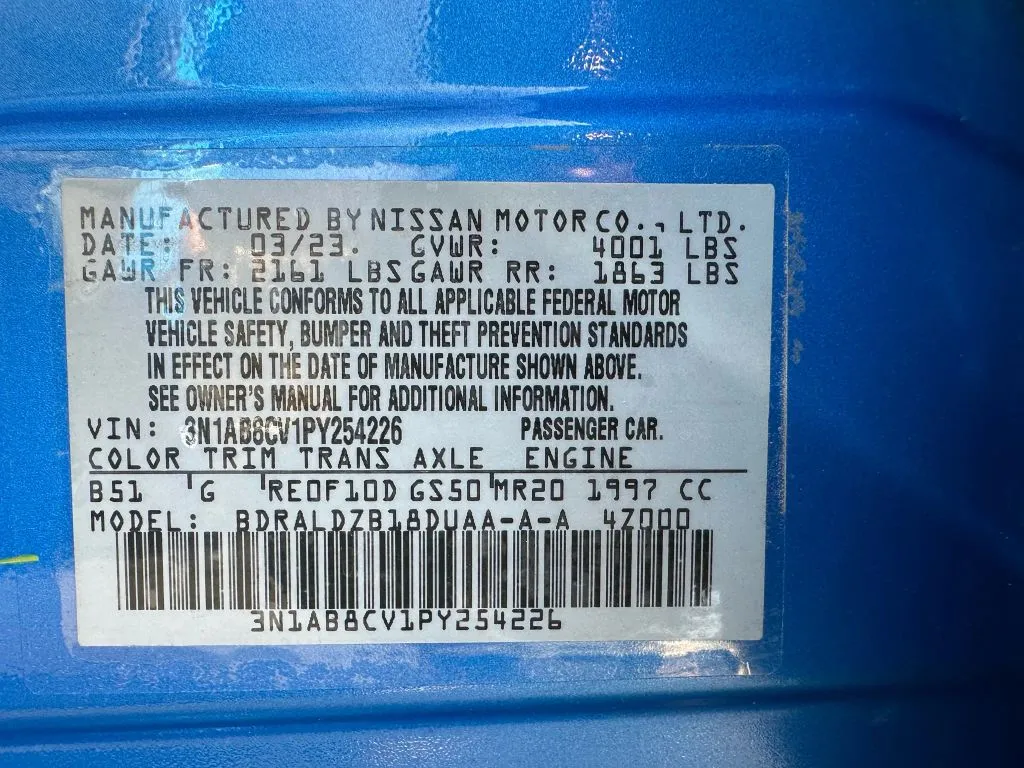 MANUFACTURED BY NISSAN MOTOR CO., LTD.
DATE: 03/23. GVWR: 4001 LBS
GAWR FR: 2161 LBS GAWR RR: 1863 LBS
THIS VEHICLE CONFORMS TO ALL APPLICABLE FEDERAL MOTOR
VEHICLE SAFETY, BUMPER AND THEFT PREVENTION STANDARDS
IN EFFECT ON THE DATE OF MANUFACTURE SHOWN ABOVE.
SEE OWNER'S MANUAL FOR ADDITIONAL INFORMATION.
VIN: 3N1AB8CV1PY254226 PASSENGER CAR.
COLOR TRIM TRANS AXLE ENGINE
B51 G RE0F10D GS50 MR20 1997 CC
MODEL: BDRALDZB18DUAA-A-A 4Z000
3N1AB8CV1PY254226